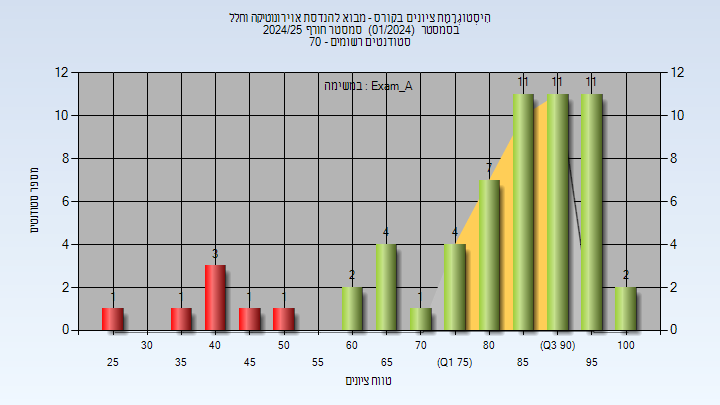 היסטוגרמת ציונים בקורס - מבוא להנדסת אוירונוטיקה וחלל
בסמסטר (01/2024) סמסטר חורף 2024/25
סטודנטים רשומים - 70
במשימה : Exam_A
מספר סטודנטים
12 12
10 10
8 8
6 6
4 4
2 2
0 0
1 1 3 1 1 2 4 1 4 7 11 11 11 2
30 40 50 60 70 80 (Q3 90) 100
25 35 45 55 65 (Q1 75) 85 95
טווח ציונים